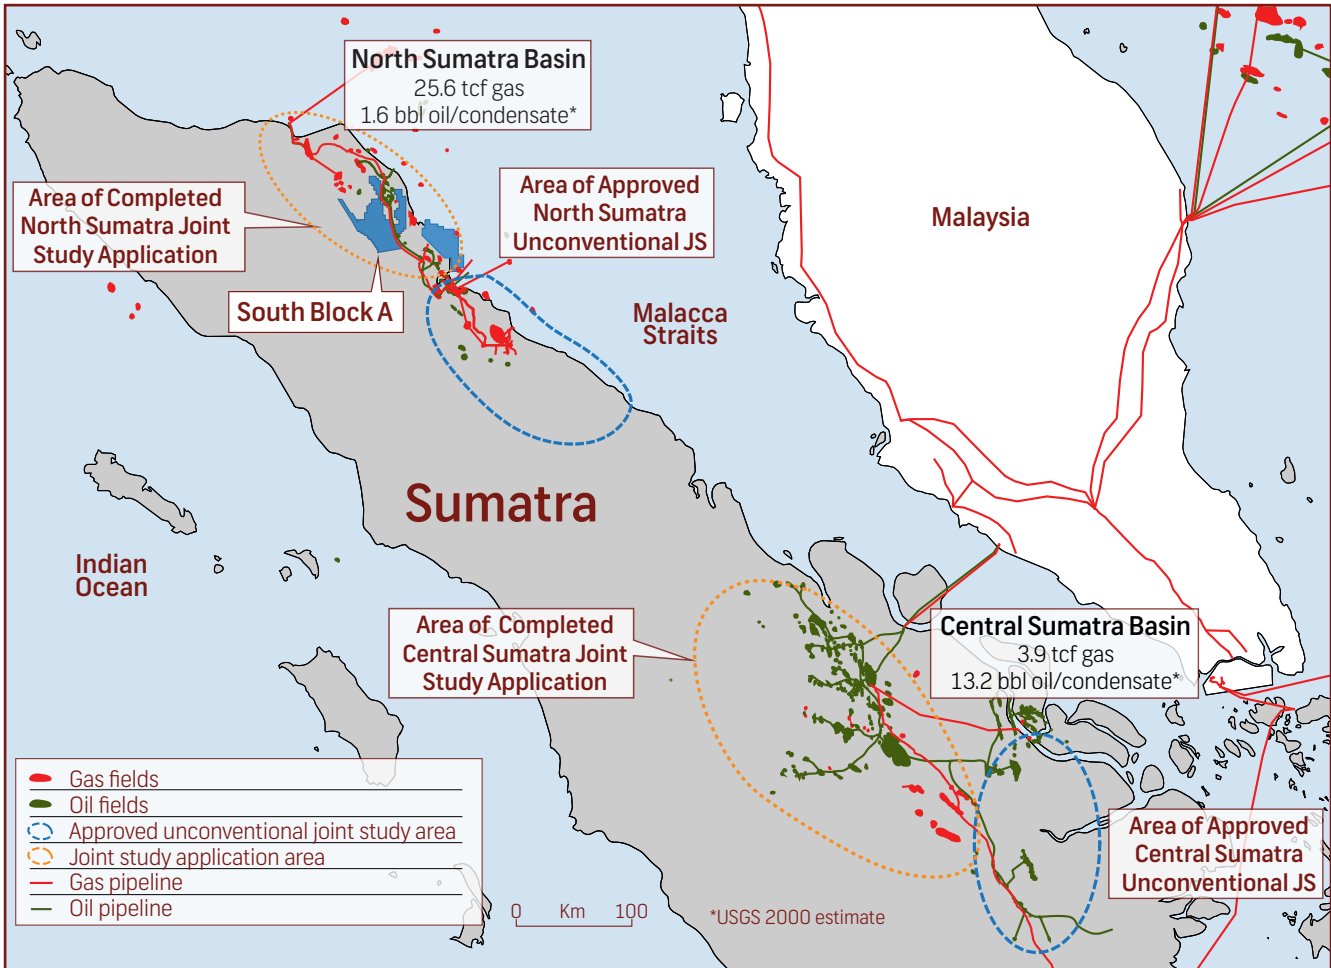 North Sumatra Basin
25.6 tcf gas
1.6 bbl oil/condensate*
Area of Completed
North Sumatra Joint
Study Application
Area of Approved
North Sumatra
Unconventional JS
Malaysia
South Block A
Malacca
Straits
Sumatra
Indian
Ocean
Area of Completed
Central Sumatra Joint
Study Application
Central Sumatra Basin
3.9 tcf gas
13.2 bbl oil/condensate*
Gas fields
Oil fields
Approved unconventional joint study area
Joint study application area
Gas pipeline
Oil pipeline
0 Km 100
*USGS 2000 estimate
Area of Approved
Central Sumatra
Unconventional JS